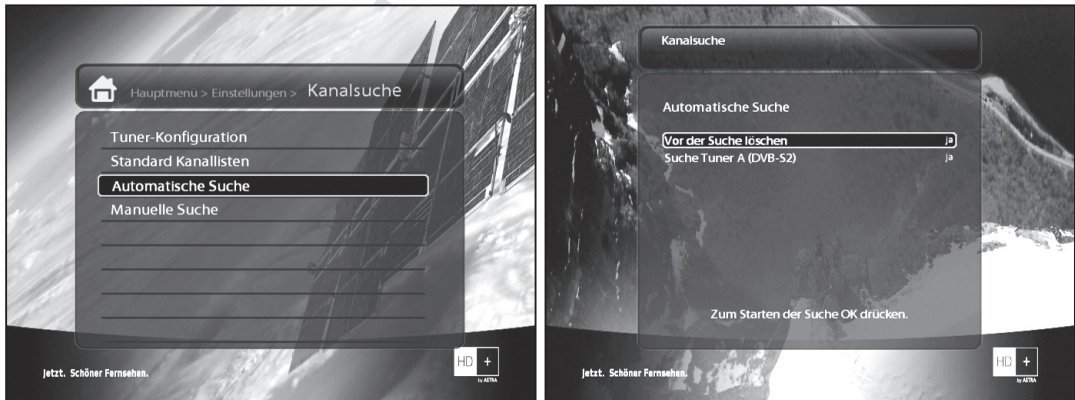 Hauptmenü > Einstellungen > Kanalsuche
Tuner-Konfiguration
Standard Kanallisten
Automatische Suche
Manuelle Suche
Jetzt. Schöner Fernsehen.
HD +
by ASTRA
Kanalsuche
Automatische Suche
Vor der Suche löschen ja
Suche Tuner A (DVB-S2) ja
Zum Starten der Suche OK drücken.
Jetzt. Schöner Fernsehen.
HD +
by ASTRA